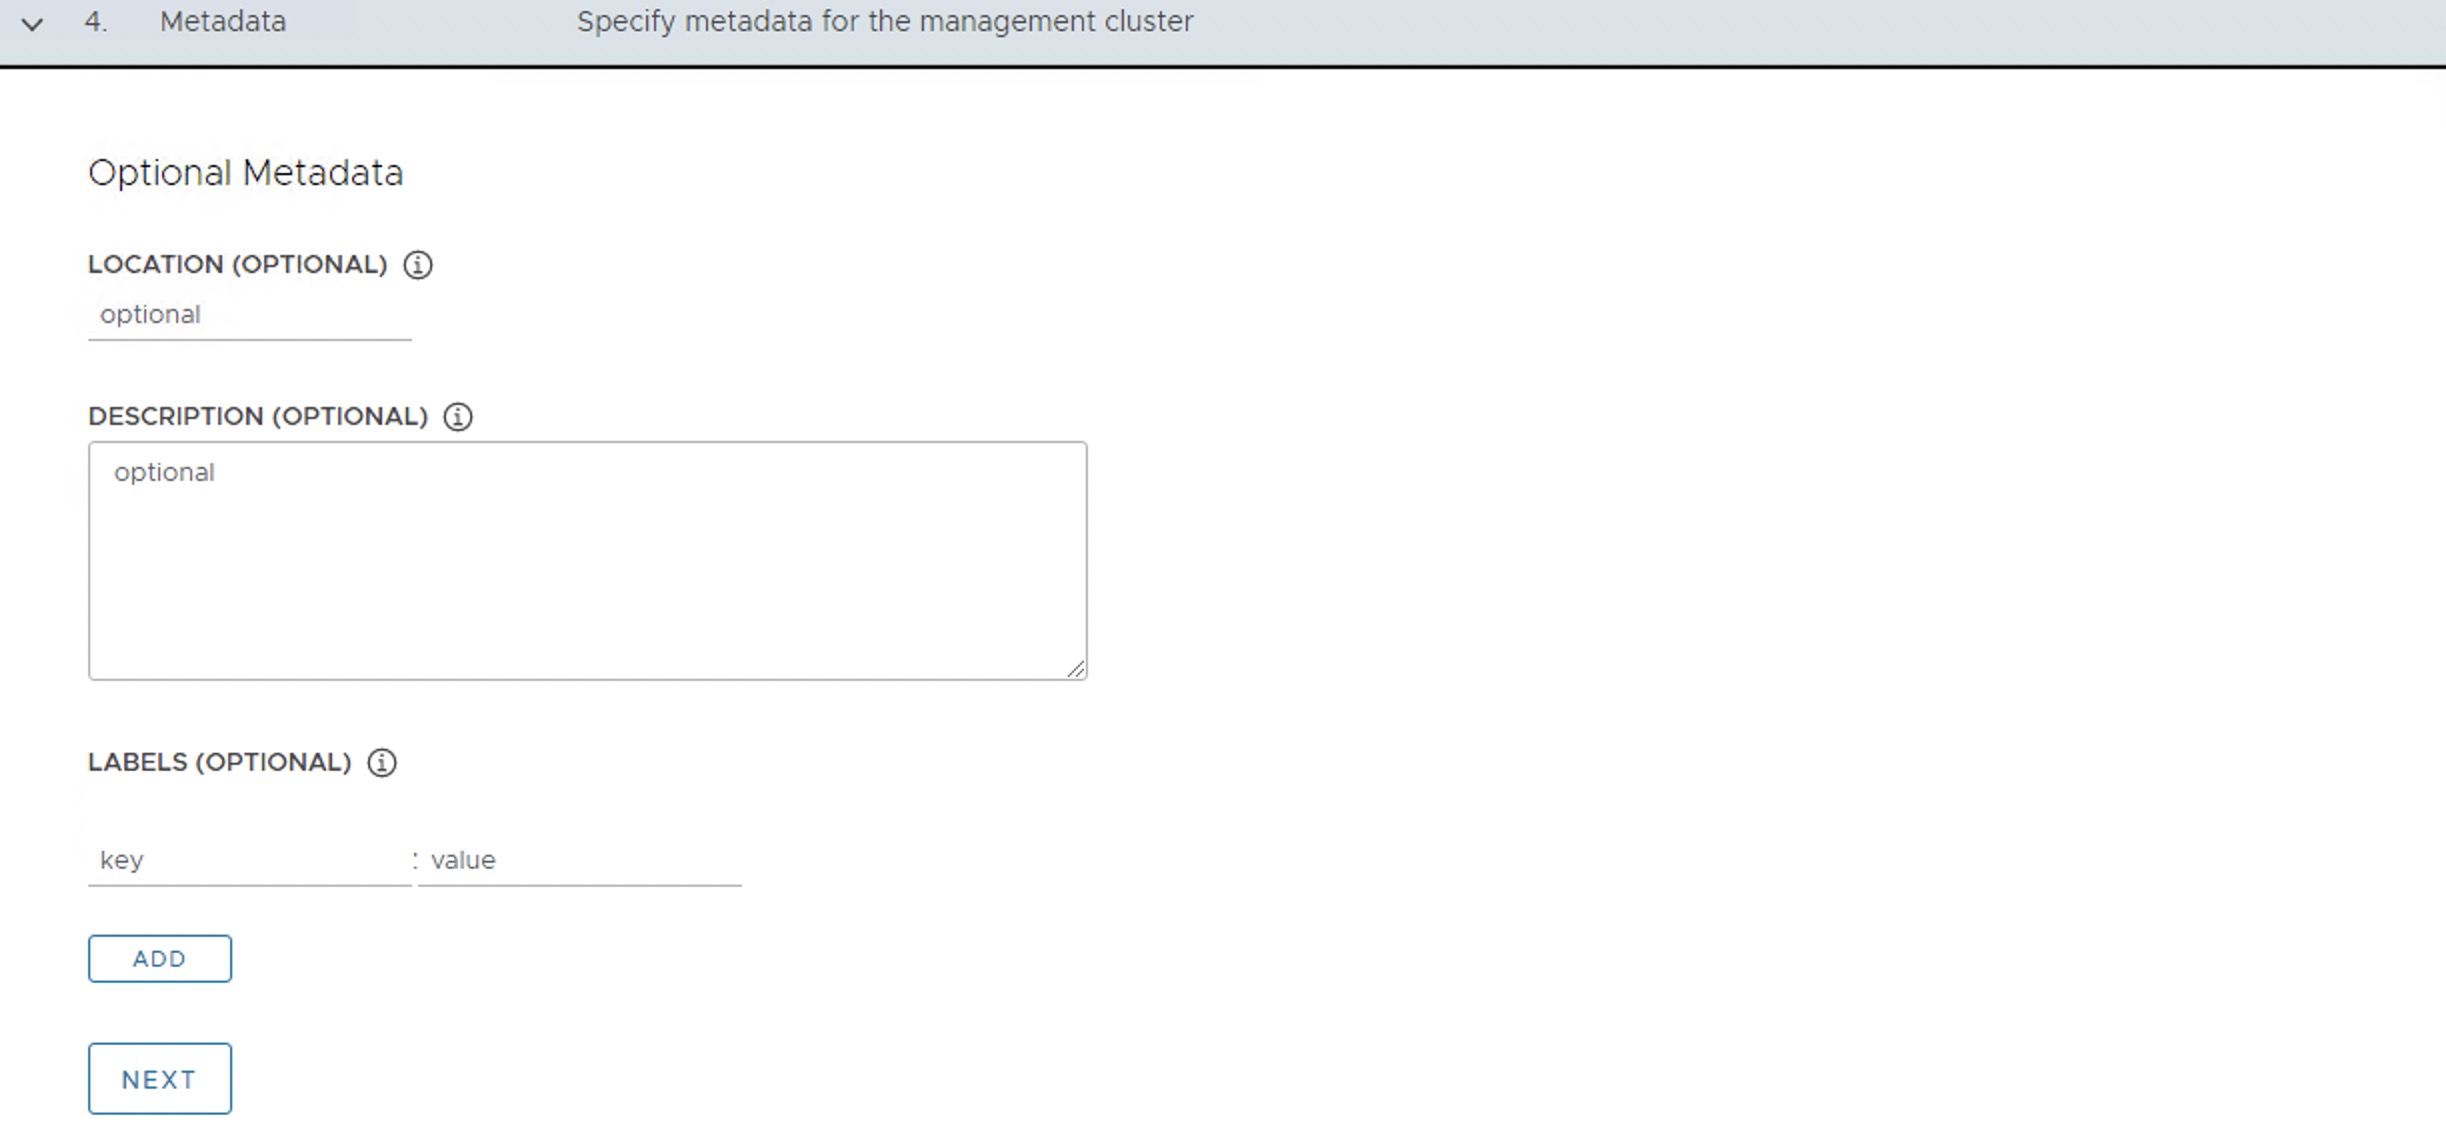 4. Metadata Specify metadata for the management cluster
Optional Metadata
LOCATION (OPTIONAL)
optional
DESCRIPTION (OPTIONAL)
optional
LABELS (OPTIONAL)
key : value
ADD
NEXT